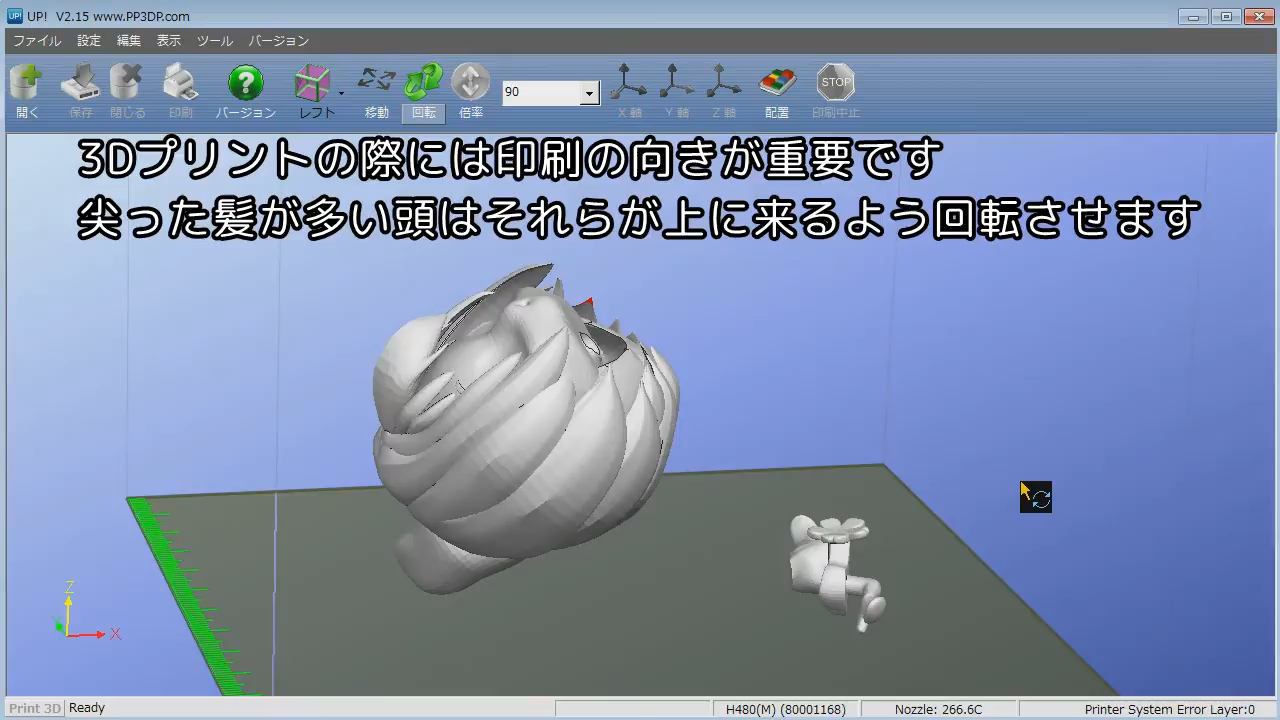 UP! V2.15 www.PP3DP.com
ファイル 設定 編集 表示 ツール バージョン
開く 保存 閉じる 印刷 バージョン レフト 移動 回転 倍率 90 X 軸 Y 軸 Z 軸 配置 印刷中止
STOP
3Dプリントの際には印刷の向きが重要です
尖った髪が多い頭はそれらが上に来るよう回転させます
Z
X
Print 3D Ready H480(M) (80001168) Nozzle: 266.6C Printer System Error Layer:0